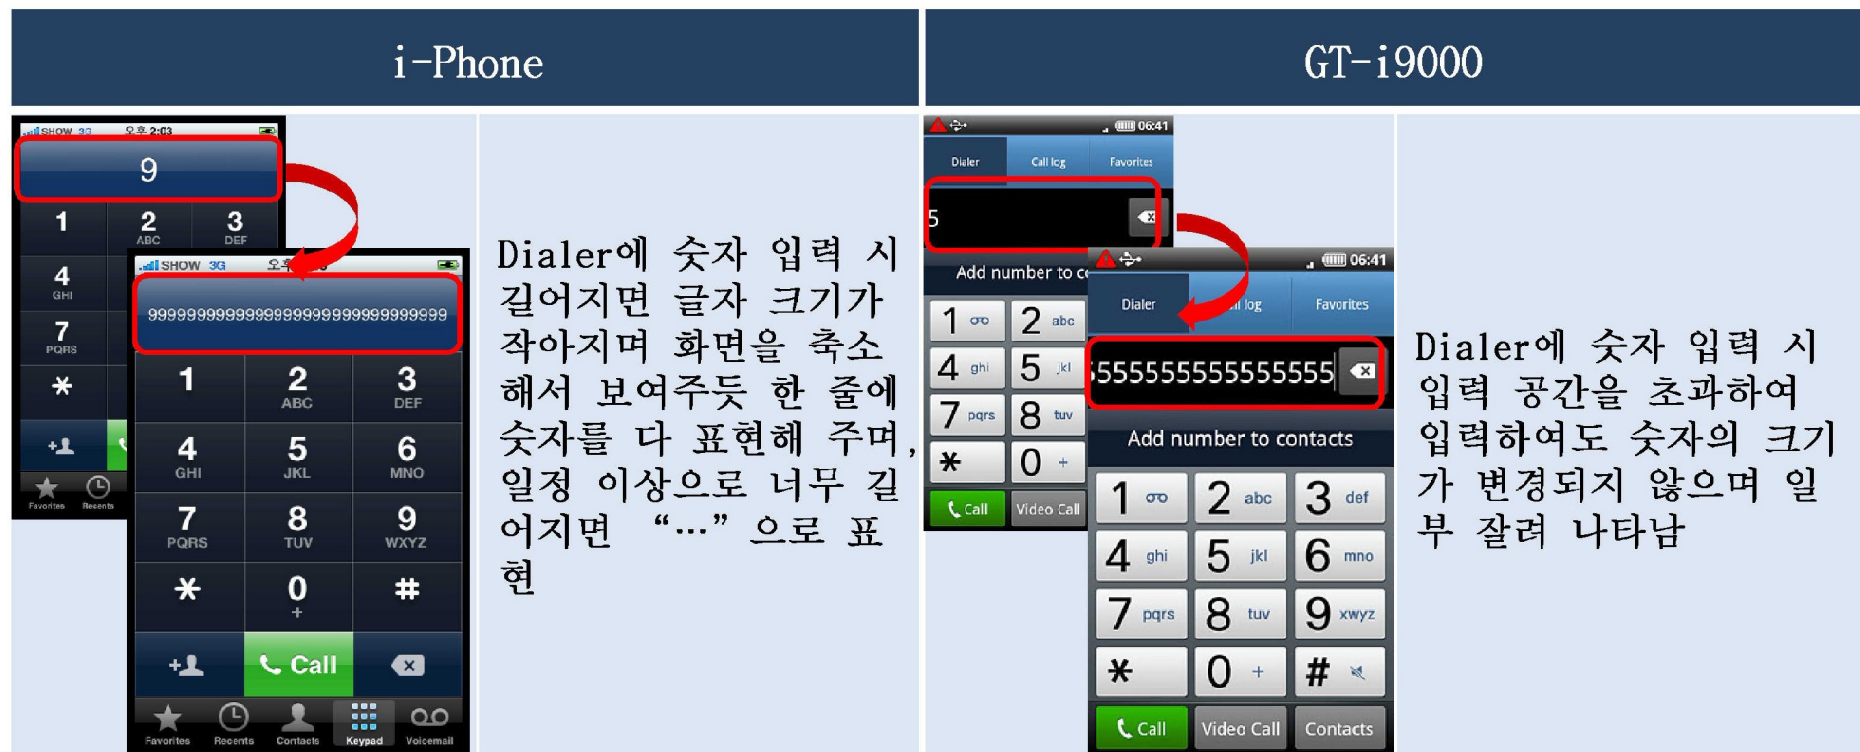 i-Phone
GT-i9000
SHOW 3G 오후 2:03
9
1
2
3
ABC
DEF
4
GHI
7
PQRS
*
Favorites
Recents
SHOW 3G
99999999999999999999999999999
1
2
3
ABC
DEF
4
5
6
GHI
JKL
MNO
7
8
9
PQRS
TUV
WXYZ
*
0
#
+
Call
Favorites
Recents
Contacts
Keypad
Voicemail
Dialer에 숫자 입력 시
길어지면 글자 크기가
작아지며 화면을 축소
해서 보여주듯 한 줄에
숫자를 다 표현해 주며,
일정 이상으로 너무 길
어지면 “…”으로 표
현
06:41
Dialer
Call log
Favorites
5
Add number to
1
2 abc
4 ghi
5 jkl
7 pqrs
8 tuv
*
0 +
Call
Video Call
06:41
Dialer
log
Favorites
555555555555555
Add number to contacts
1
2 abc
3 def
4 ghi
5 jkl
6 mno
7 pqrs
8 tuv
9 xwyz
*
0 +
#
Call
Video Call
Contacts
Dialer에 숫자 입력 시
입력 공간을 초과하여
입력하여도 숫자의 크기
가 변경되지 않으며 일
부 잘려 나타남